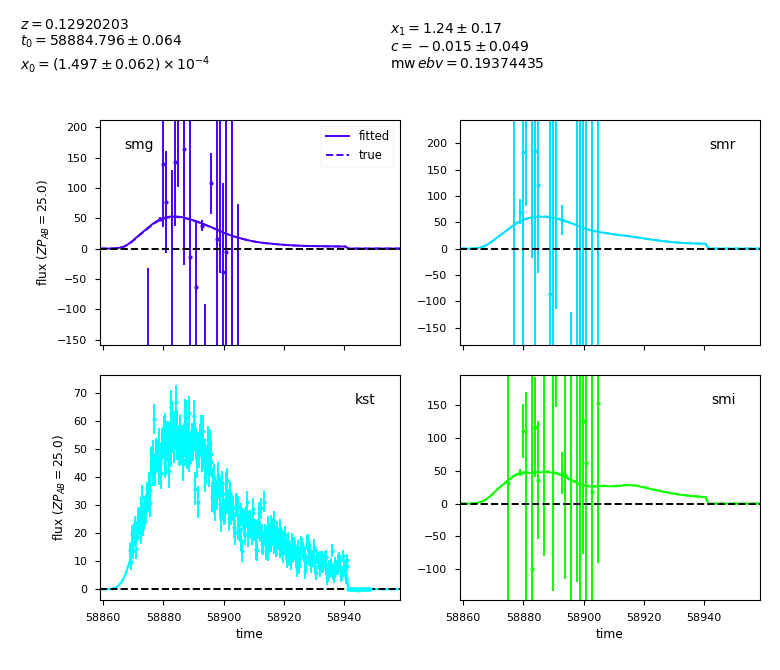 z = 0.12920203
t₀ = 58884.796 ± 0.064
x₀ = (1.497 ± 0.062) × 10⁻⁴
x₁ = 1.24 ± 0.17
c = −0.015 ± 0.049
mw ebv = 0.19374435
smg
fitted
true
200
150
100
50
0
−50
−100
−150
flux (ZP_AB = 25.0)
smr
200
150
100
50
0
−50
−100
−150
kst
70
60
50
40
30
20
10
0
flux (ZP_AB = 25.0)
58860 58880 58900 58920 58940
time
smi
150
100
50
0
−50
−100
58860 58880 58900 58920 58940
time